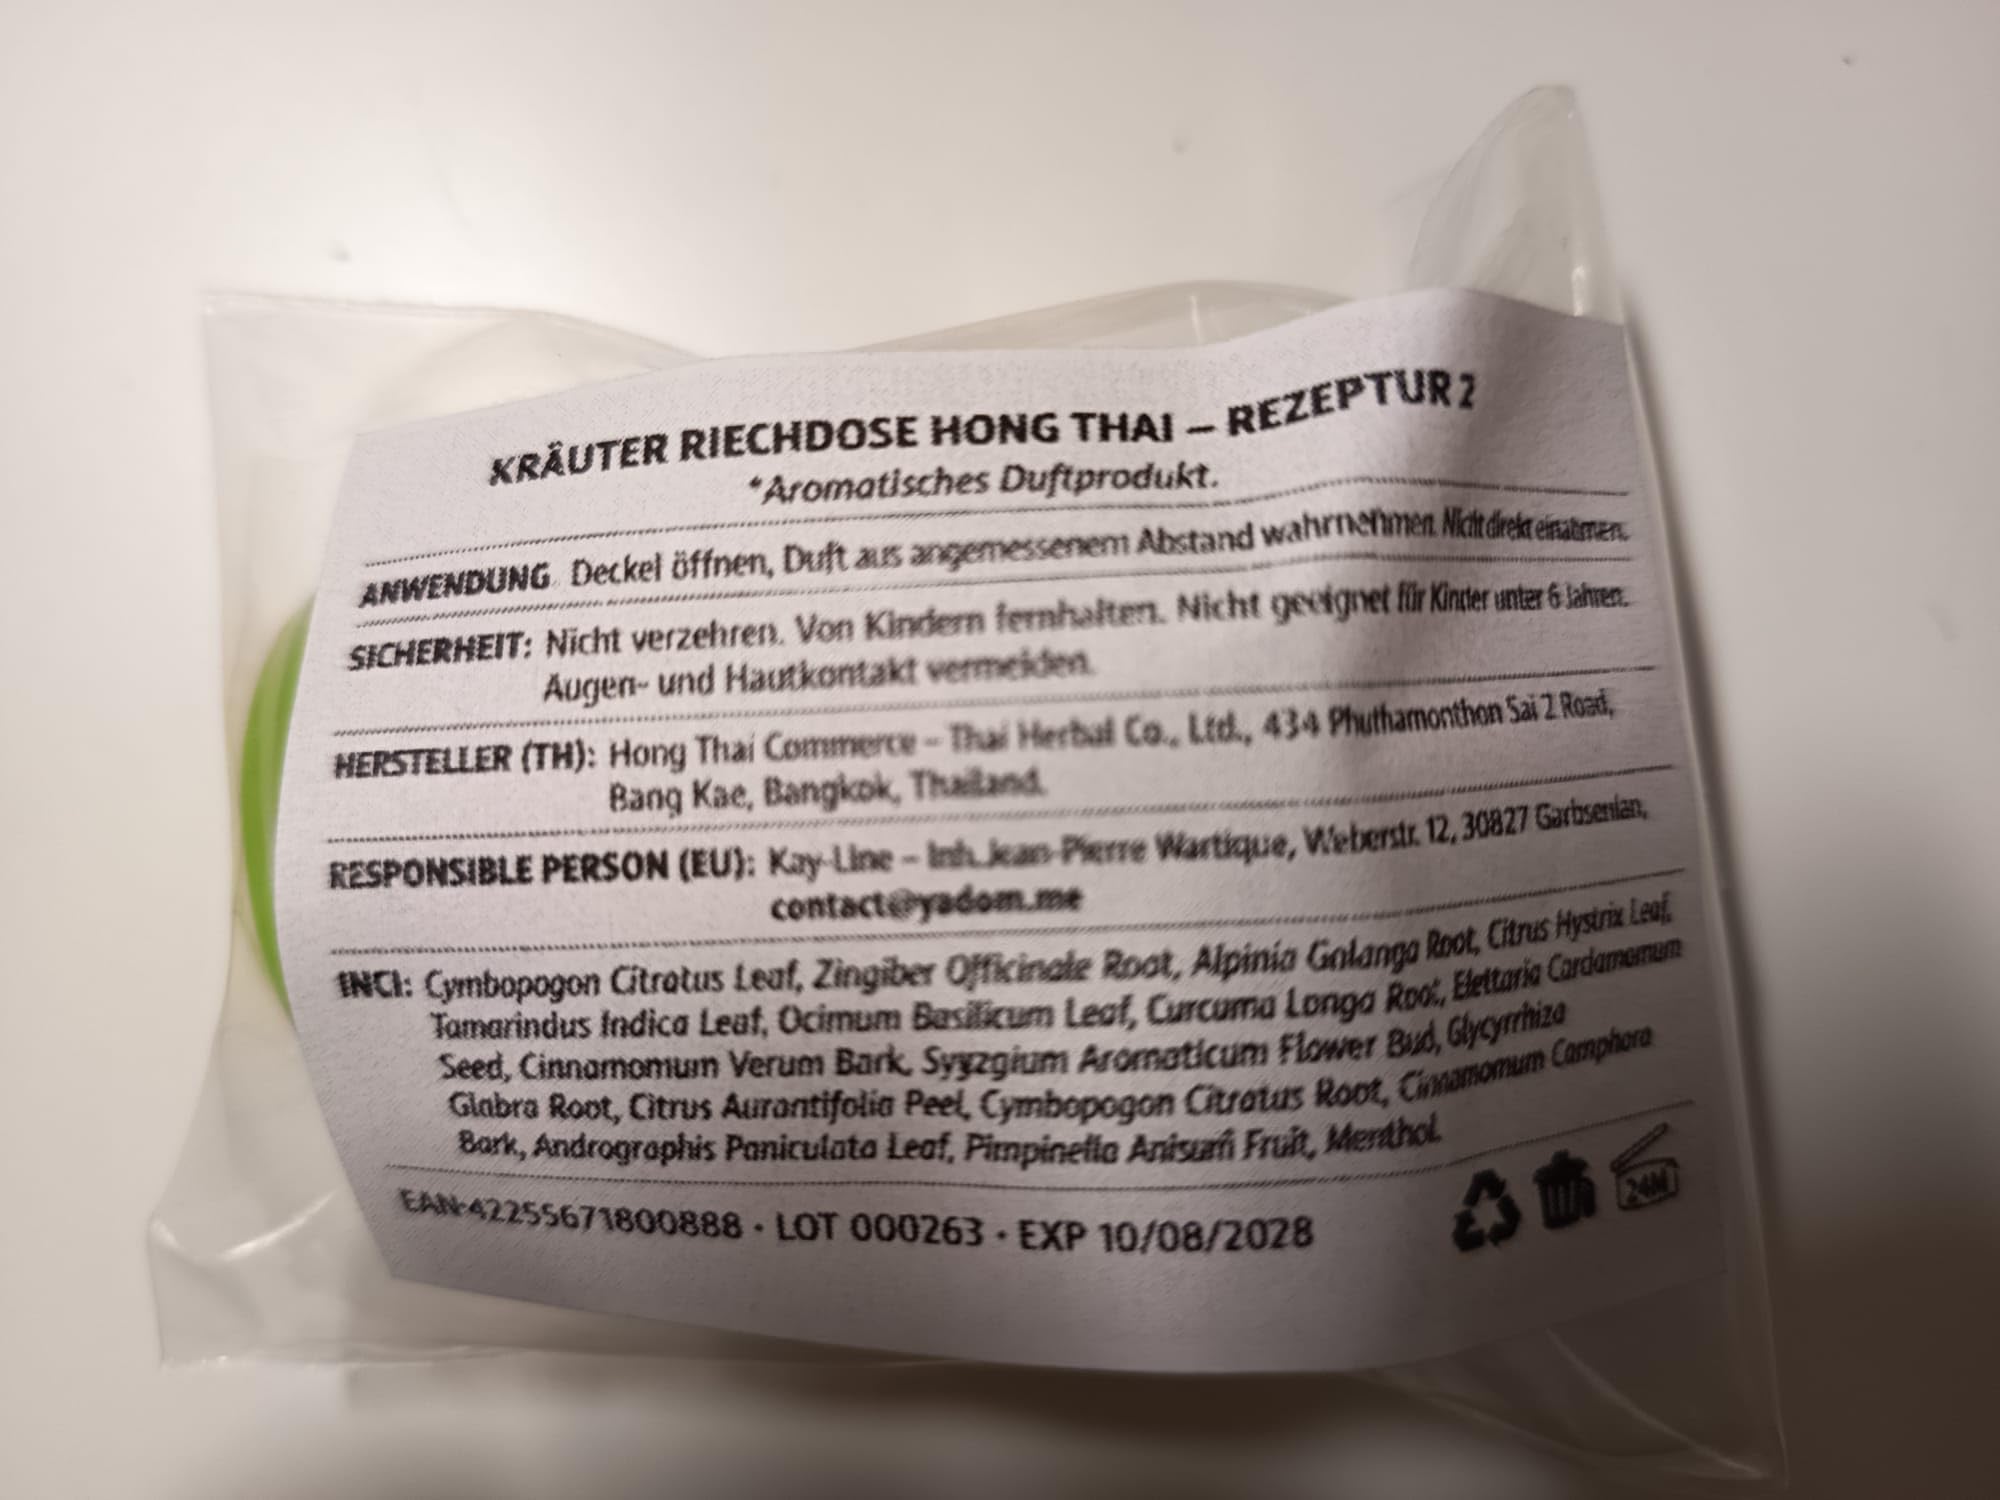 KRÄUTER RIECHDOSE HONG THAI – REZEPTUR 2
*Aromatisches Duftprodukt.
ANWENDUNG Deckel öffnen, Duft aus angemessenem Abstand wahrnehmen. Nicht direkt einatmen.
SICHERHEIT: Nicht verzehren. Von Kindern fernhalten. Nicht geeignet für Kinder unter 6 Jahren.
Augen- und Hautkontakt vermeiden.
HERSTELLER (TH): Hong Thai Commerce – Thai Herbal Co., Ltd., 434 Phuthamonthon Sai 2 Road,
Bang Kae, Bangkok, Thailand.
RESPONSIBLE PERSON (EU): Kay-Line – Inh. Jean-Pierre Wartique, Weberstr. 12, 30827
contact@yadom.me
INCI: Cymbopogon Citratus Leaf, Zingiber Officinale Root, Alpinia Galanga Root, Citrus Hystrix Leaf,
Tamarindus Indica Leaf, Ocimum Basilicum Leaf, Curcuma Longa Root, Elettaria Cardamomum
Seed, Cinnamomum Verum Bark, Syyzgium Aromaticum Flower Bud, Glycyrrhiza
Glabra Root, Citrus Aurantifolia Peel, Cymbopogon Citratus Root, Cinnamomum Camphora
Bark, Andrographis Paniculata Leaf, Pimpinella Anisum Fruit, Menthol.
EAN:42255671800888 · LOT 000263 · EXP 10/08/2028
24M